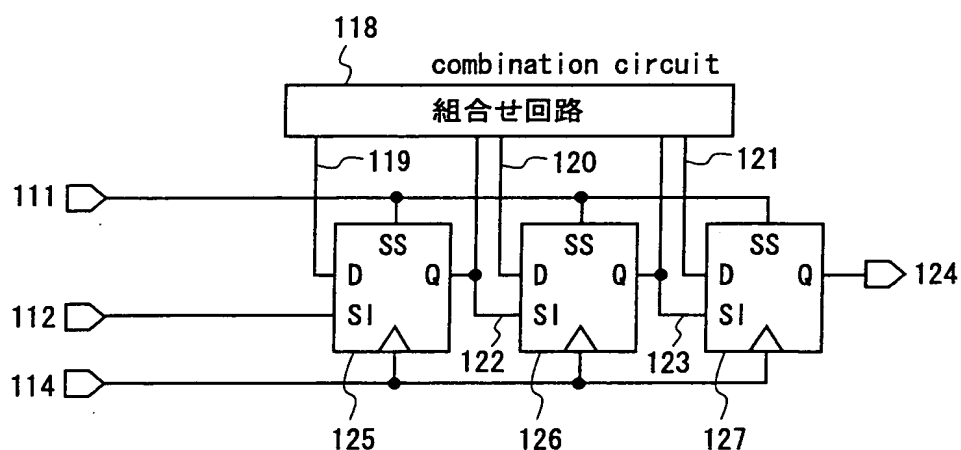 118
combination circuit
組合せ回路
119
120
121
111
SS
SS
SS
D
Q
D
Q
D
Q
124
112
SI
SI
SI
122
123
114
125
126
127